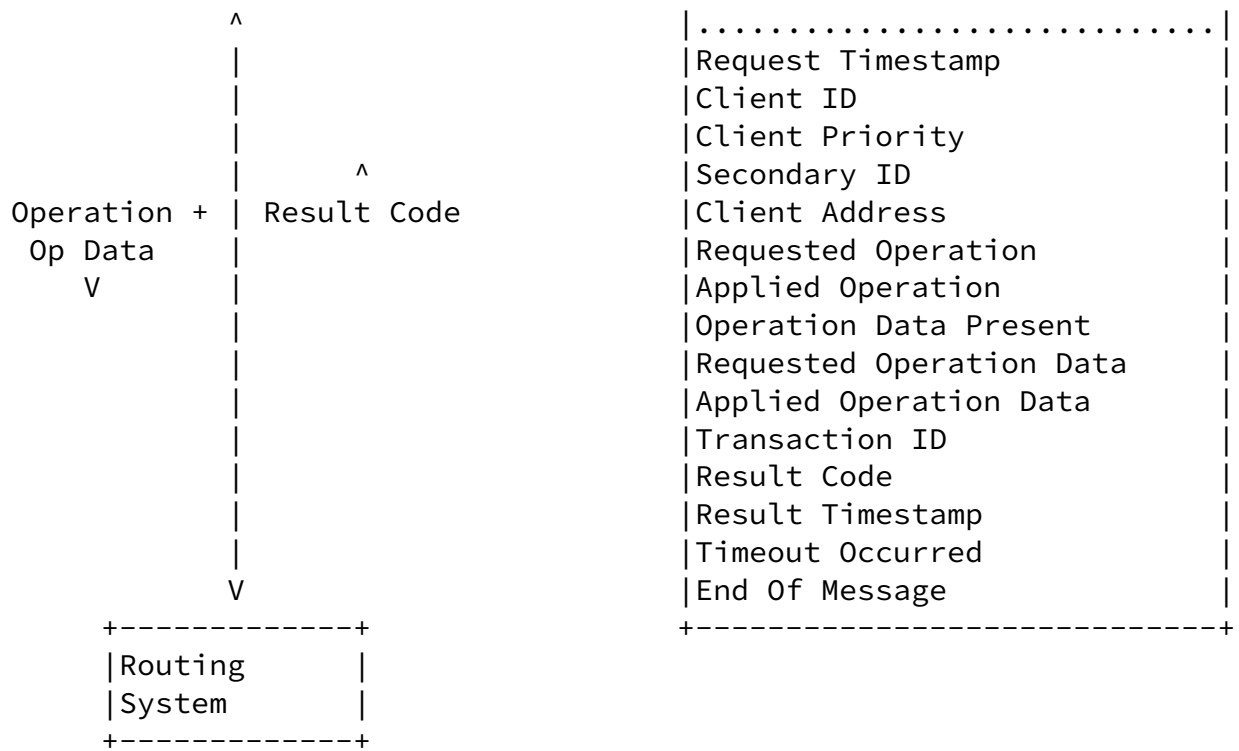 ^ |.............................|
| |Request Timestamp |
| |Client ID |
| |Client Priority |
| ^ |Secondary ID |
Operation + | Result Code |Client Address |
Op Data | |Requested Operation |
V | |Applied Operation |
| |Operation Data Present |
| |Requested Operation Data |
| |Applied Operation Data |
| |Transaction ID |
| |Result Code |
| |Result Timestamp |
| |Timeout Occurred |
V |End Of Message |
+-------------+ +-----------------------------+
|Routing |
|System |
+-------------+